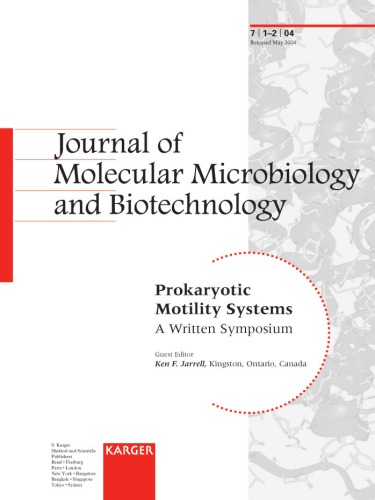 7 | 1–2 | 04
Released May 2004
Journal of
Molecular Microbiology
and Biotechnology
Prokaryotic
Motility Systems
A Written Symposium
Guest Editor
Ken F. Jarrell, Kingston, Ontario, Canada
S. Karger
Medical and Scientific
Publishers
Basel • Freiburg
Paris • London
New York • Bangalore
Bangkok • Singapore
Tokyo • Sydney
KARGER